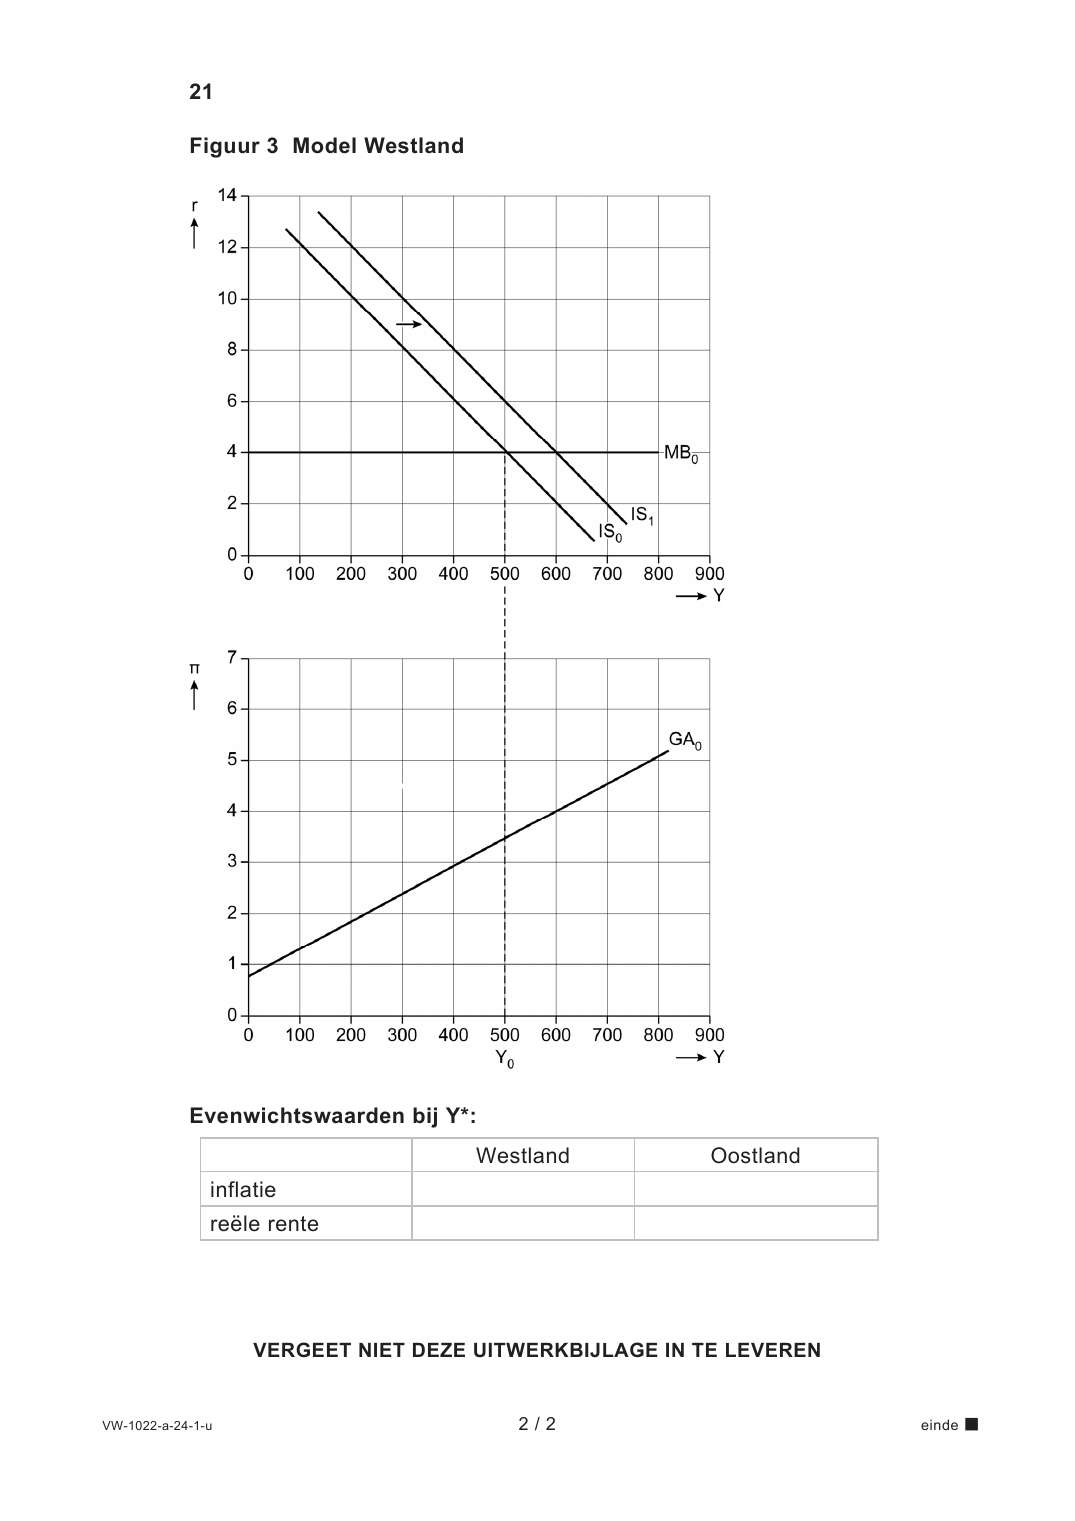 21
Figuur 3 Model Westland
r
14
12
10
8
6
4
2
0
MB0
IS1
IS0
0 100 200 300 400 500 600 700 800 900
Y
π
7
6
5
4
3
2
1
0
GA0
0 100 200 300 400 500 600 700 800 900
Y0
Y
Evenwichtswaarden bij Y*:
Westland Oostland
inflatie
reële rente
VERGEET NIET DEZE UITWERKBIJLAGE IN TE LEVEREN
VW-1022-a-24-1-u 2 / 2 einde